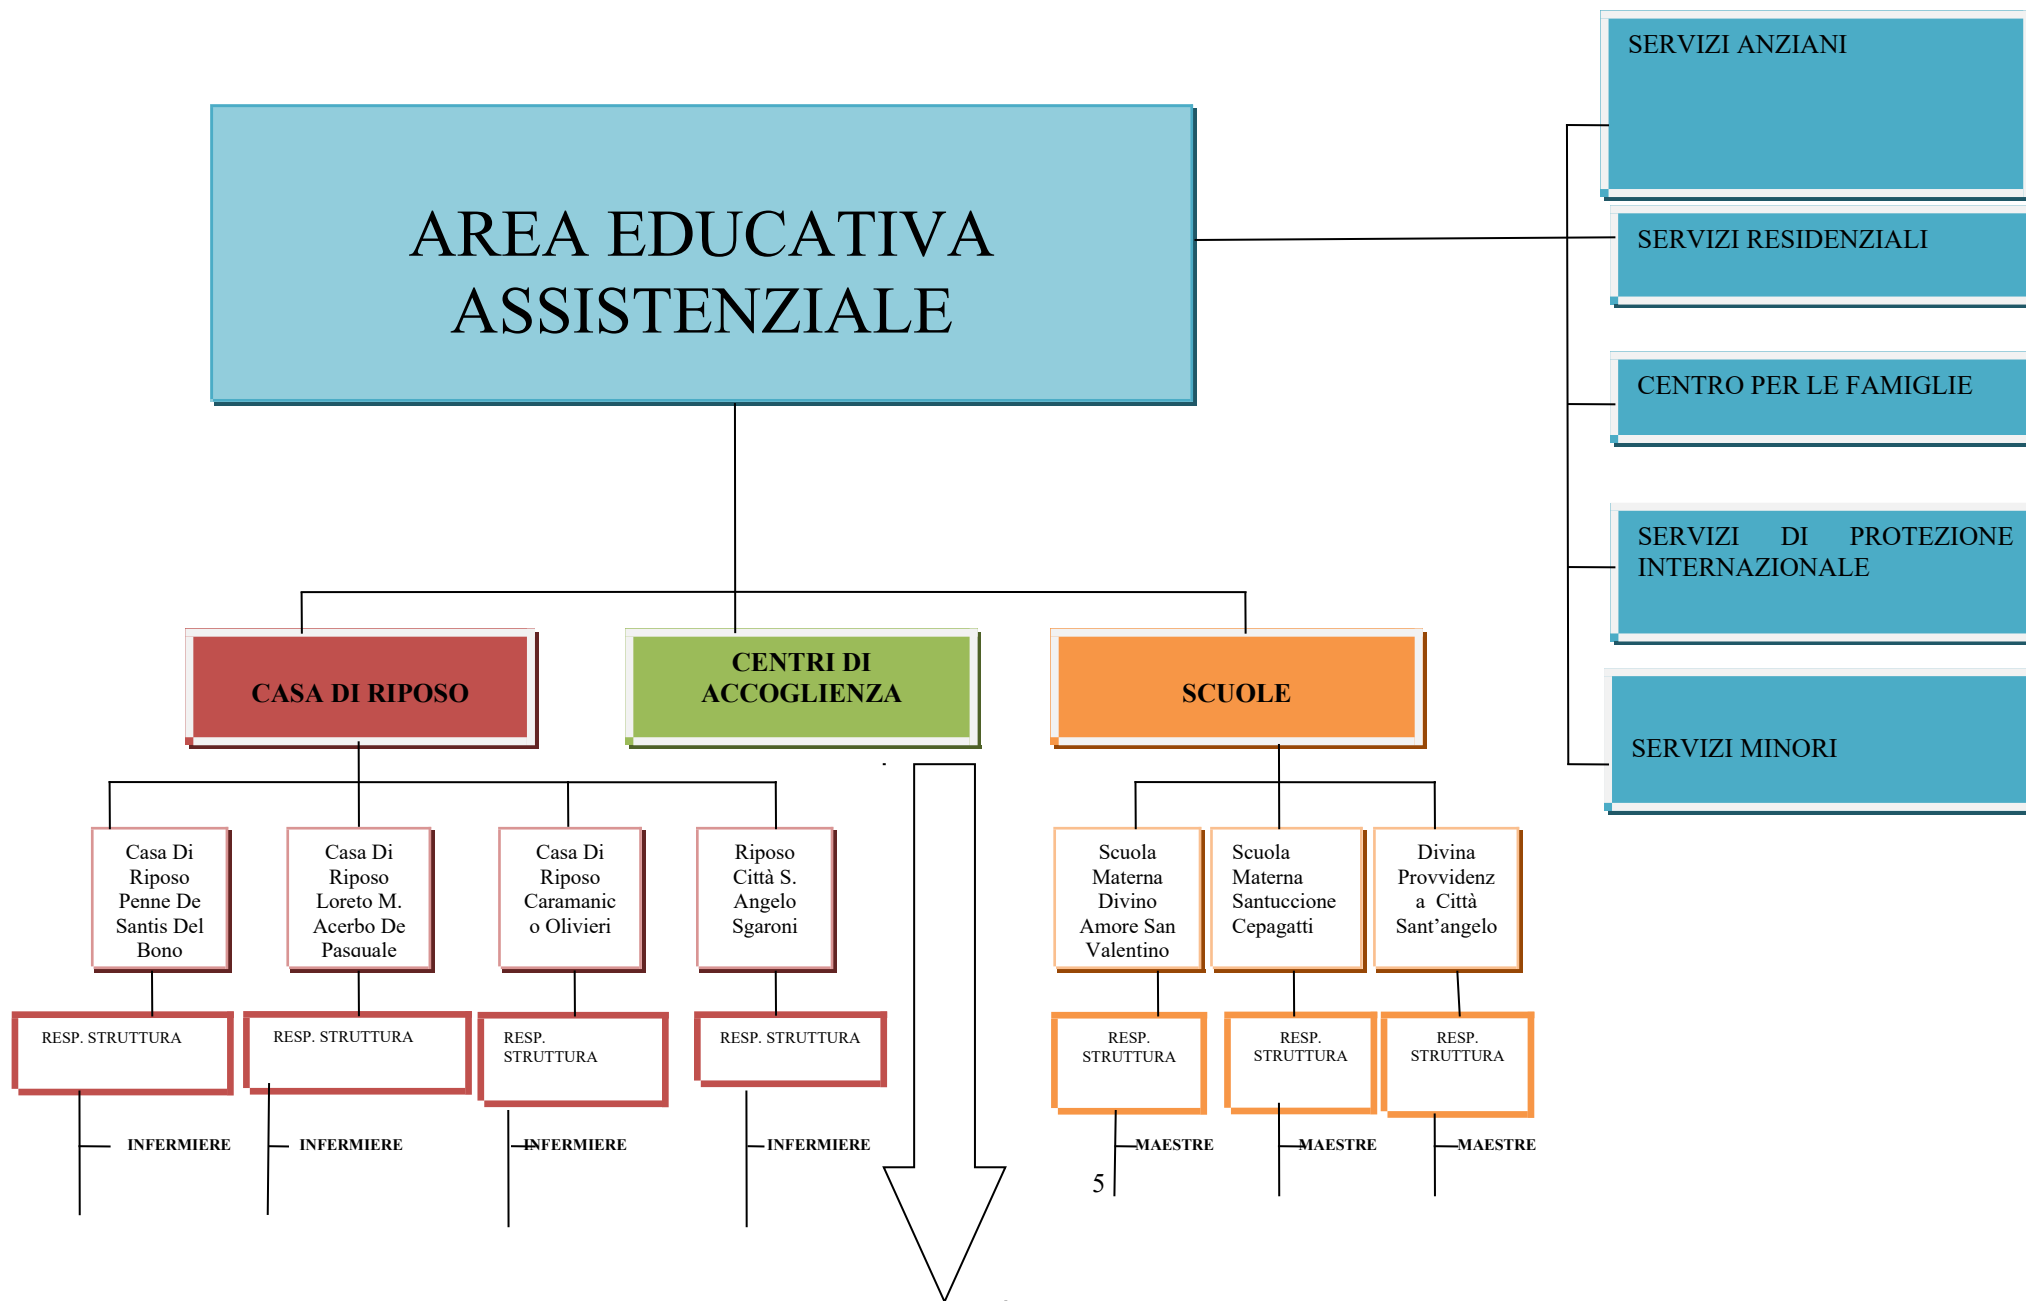 SERVIZI ANZIANI
AREA EDUCATIVA
ASSISTENZIALE
SERVIZI RESIDENZIALI
CENTRO PER LE FAMIGLIE
SERVIZI DI PROTEZIONE
INTERNAZIONALE
SERVIZI MINORI
CASA DI RIPOSO
CENTRI DI
ACCOGLIENZA
SCUOLE
Casa Di
Riposo
Penne De
Santis Del
Bono
Casa Di
Riposo
Loreto M.
Acerbo De
Pasquale
Casa Di
Riposo
Caramanic
o Olivieri
Riposo
Città S.
Angelo
Sgaroni
Scuola
Materna
Divino
Amore San
Valentino
Scuola
Materna
Santuccione
Cepagatti
Divina
Provvidenz
a Città
Sant’angelo
RESP. STRUTTURA
RESP. STRUTTURA
RESP.
STRUTTURA
RESP. STRUTTURA
RESP.
STRUTTURA
RESP.
STRUTTURA
RESP.
STRUTTURA
INFERMIERE
INFERMIERE
INFERMIERE
INFERMIERE
MAESTRE
MAESTRE
MAESTRE
5